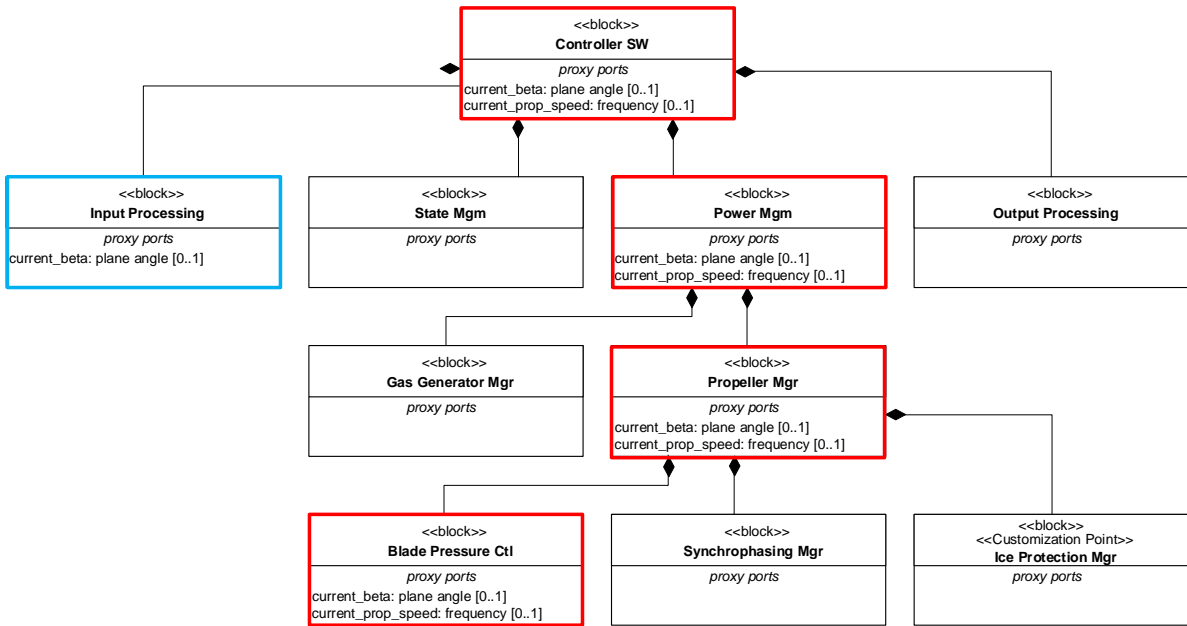 <<block>>
Controller SW
proxy ports
current_beta: plane angle [0..1]
current_prop_speed: frequency [0..1]
<<block>>
Input Processing
proxy ports
current_beta: plane angle [0..1]
<<block>>
State Mgm
proxy ports
<<block>>
Power Mgm
proxy ports
current_beta: plane angle [0..1]
current_prop_speed: frequency [0..1]
<<block>>
Output Processing
proxy ports
<<block>>
Gas Generator Mgr
proxy ports
<<block>>
Propeller Mgr
proxy ports
current_beta: plane angle [0..1]
current_prop_speed: frequency [0..1]
<<block>>
Blade Pressure Ctl
proxy ports
current_beta: plane angle [0..1]
current_prop_speed: frequency [0..1]
<<block>>
Synchrophasing Mgr
proxy ports
<<block>>
<<Customization Point>>
Ice Protection Mgr
proxy ports